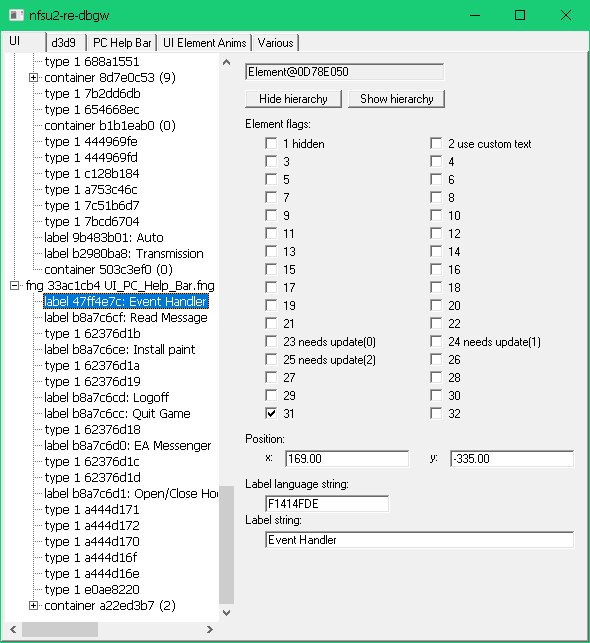 nfsu2-re-dbgw
UI d3d9 PC Help Bar UI Element Anims Various
type 1 688a1551
container 8d7e0c53 (9)
type 1 7b2dd6db
type 1 654668ec
container b1b1eab0 (0)
type 1 444969fe
type 1 444969fd
type 1 c128b184
type 1 a753c46c
type 1 7c51b6d7
type 1 7bcd6704
label 9b483b01: Auto
label b2980ba8: Transmission
container 503c3ef0 (0)
fng 33ac1cb4 UI_PC_Help_Bar.fng
label 47ff4e7c: Event Handler
label b8a7c6cf: Read Message
type 1 62376d1b
label b8a7c6ce: Install paint
type 1 62376d1a
type 1 62376d19
label b8a7c6cd: Logoff
label b8a7c6cc: Quit Game
type 1 62376d18
label b8a7c6d0: EA Messenger
type 1 62376d1c
type 1 62376d1d
label b8a7c6d1: Open/Close Hoo
type 1 a444d171
type 1 a444d172
type 1 a444d170
type 1 a444d16f
type 1 a444d16e
type 1 e0ae8220
container a22ed3b7 (2)
Element@0D78E050
Hide hierarchy Show hierarchy
Element flags:
1 hidden 2 use custom text
3 4
5 6
7 8
9 10
11 12
13 14
15 16
17 18
19 20
21 22
23 needs update(0) 24 needs update(1)
25 needs update(2) 26
27 28
29 30
31 32
Position:
x: 169.00 y: -335.00
Label language string:
F1414FDE
Label string:
Event Handler